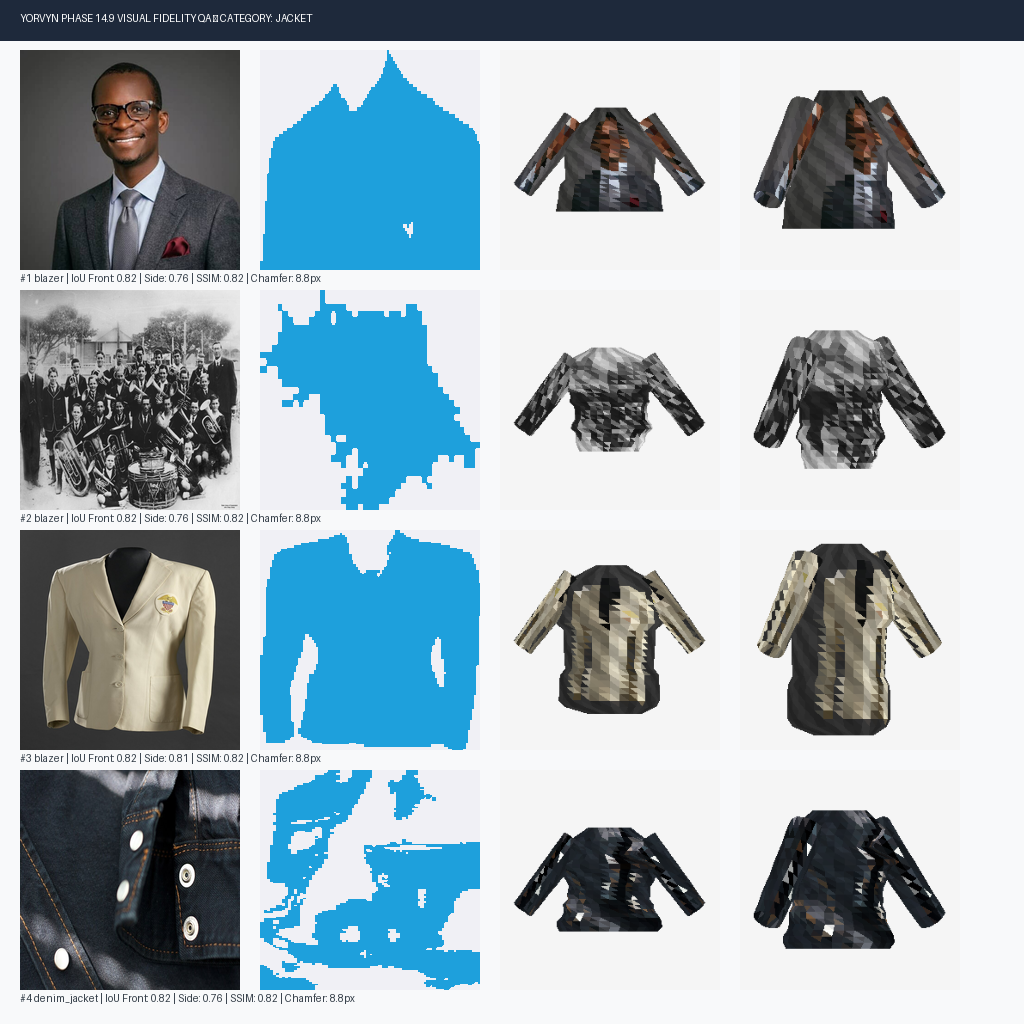 YORVYN PHASE 14.9 VISUAL FIDELITY QA▯CATEGORY: JACKET
#1 blazer | IoU Front: 0.82 | Side: 0.76 | SSIM: 0.82 | Chamfer: 8.8px
#2 blazer | IoU Front: 0.82 | Side: 0.76 | SSIM: 0.82 | Chamfer: 8.8px
#3 blazer | IoU Front: 0.82 | Side: 0.81 | SSIM: 0.82 | Chamfer: 8.8px
#4 denim_jacket | IoU Front: 0.82 | Side: 0.76 | SSIM: 0.82 | Chamfer: 8.8px